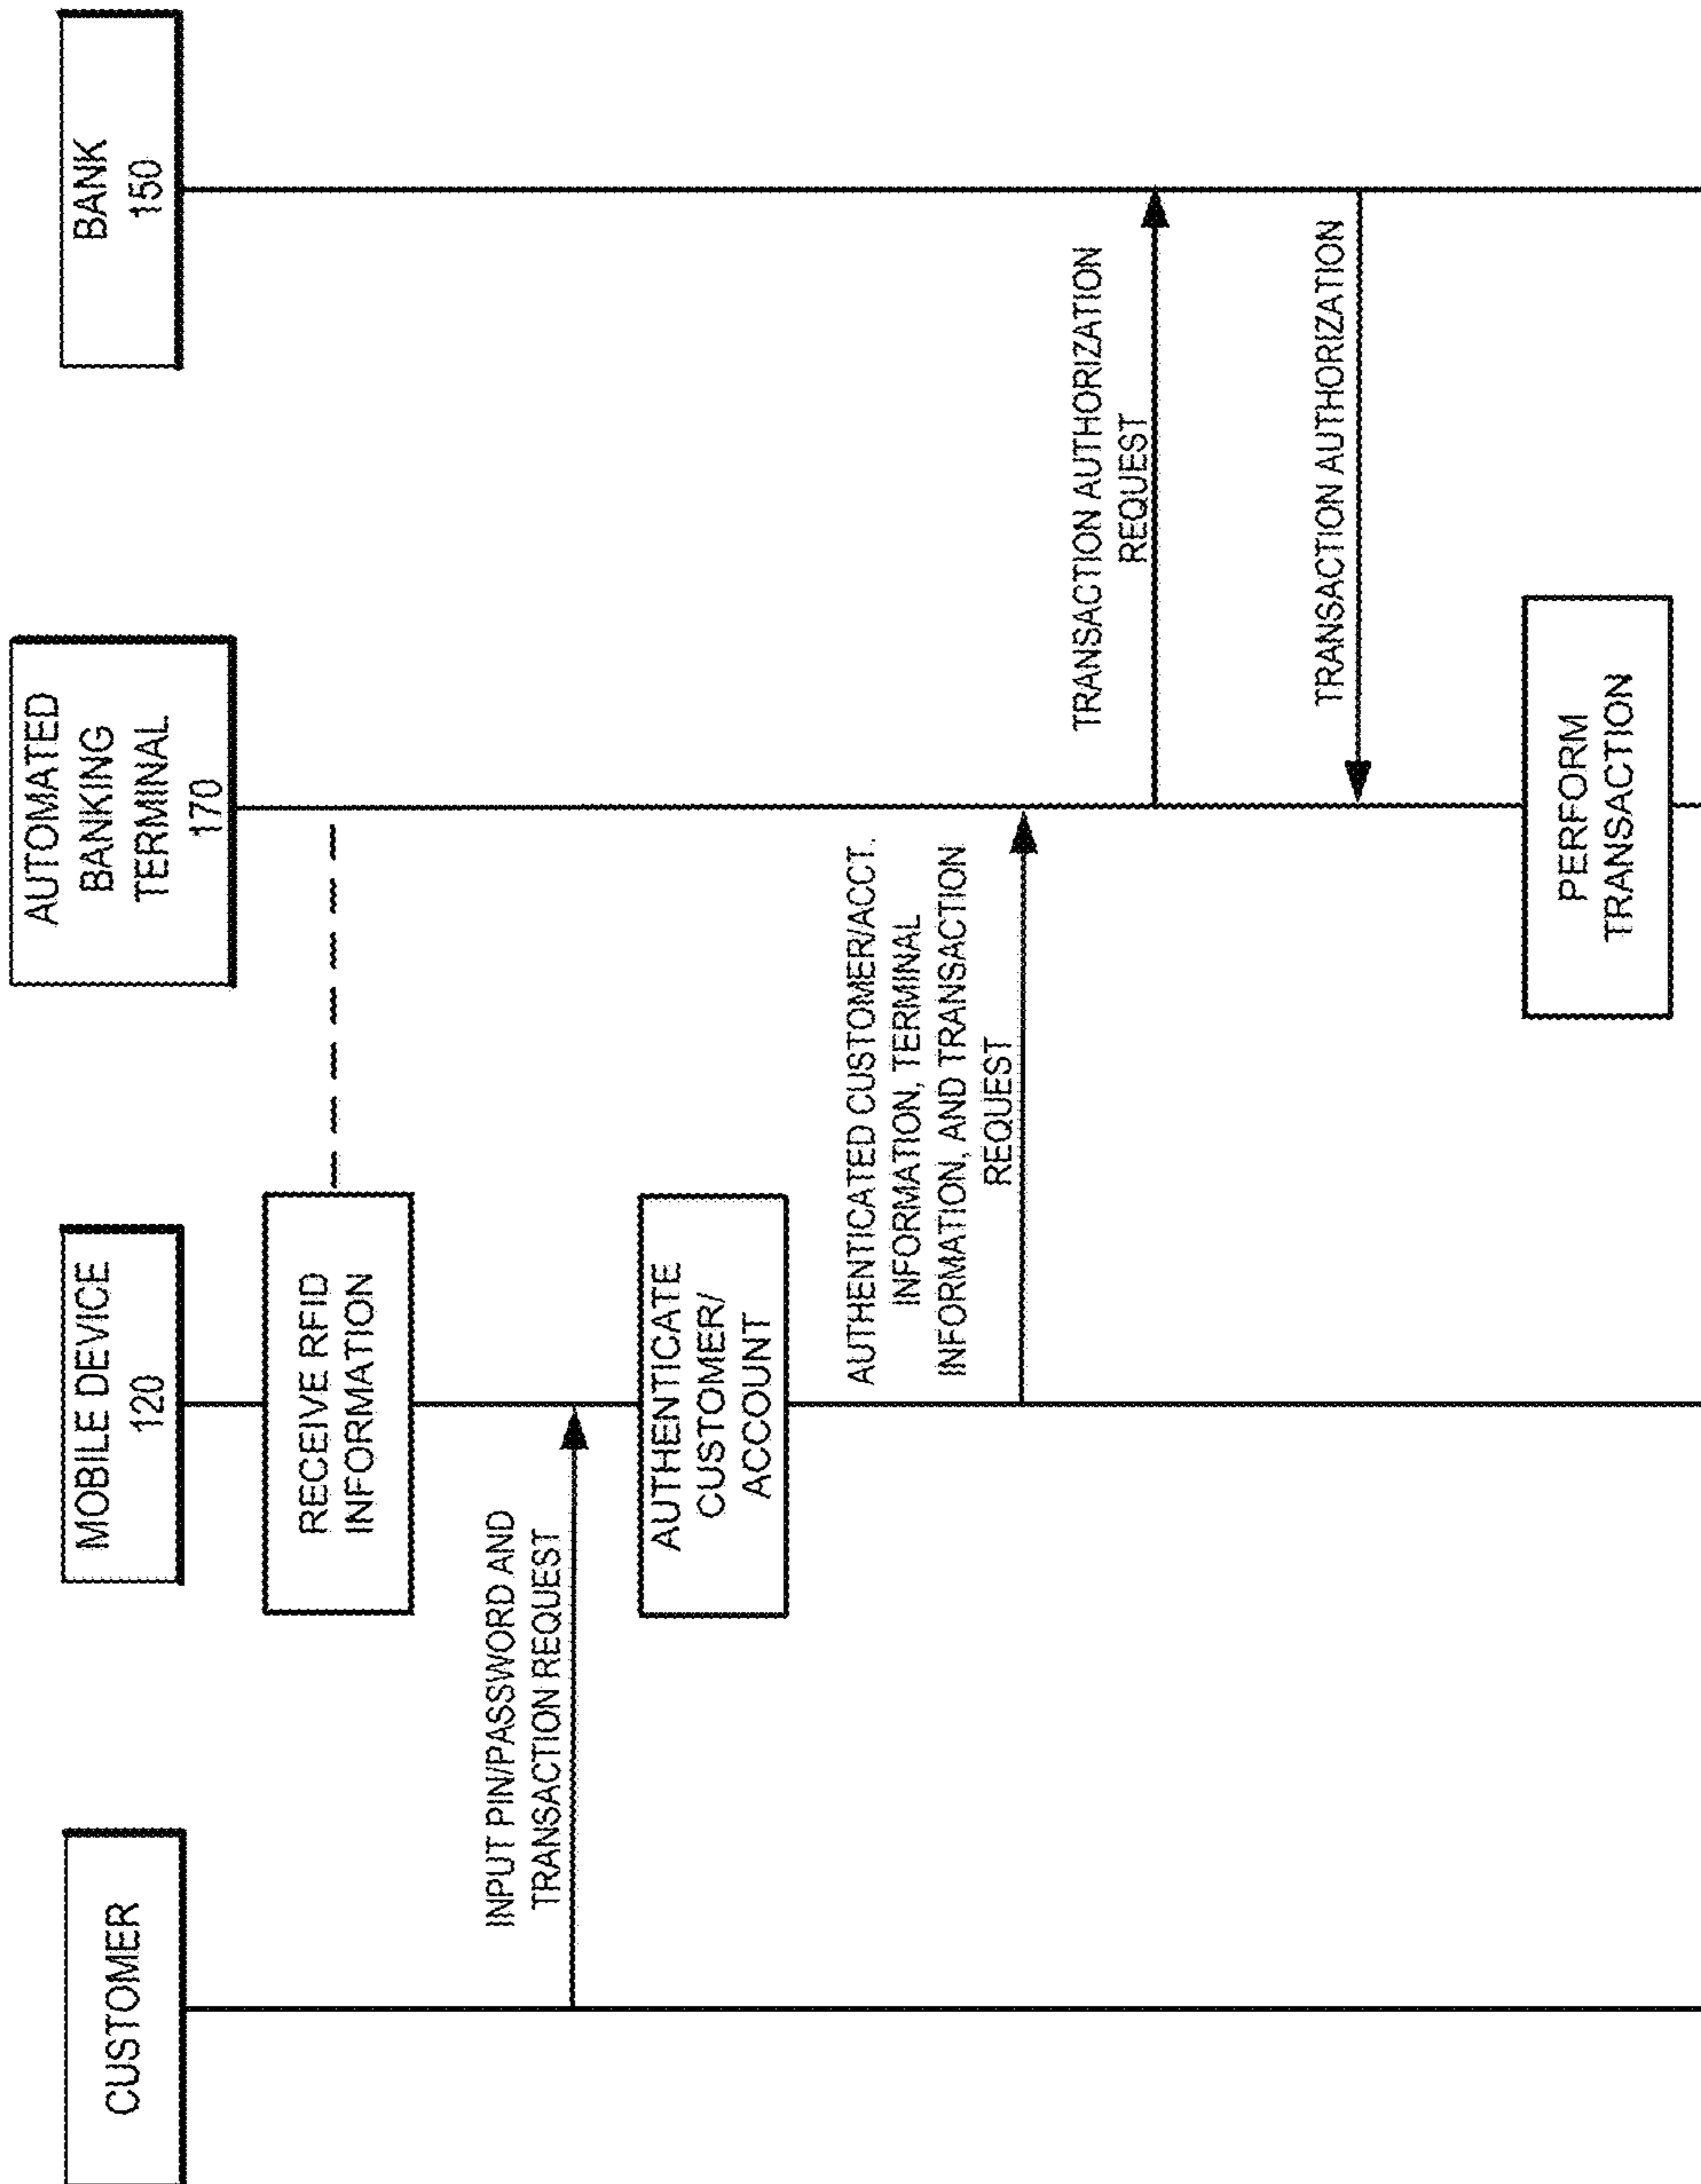 CUSTOMER
MOBILE DEVICE
120
AUTOMATED
BANKING
TERMINAL
170
BANK
150
RECEIVE RFID
INFORMATION
INPUT PIN/PASSWORD AND
TRANSACTION REQUEST
AUTHENTICATE
CUSTOMER/
ACCOUNT
AUTHENTICATED CUSTOMER/ACCT.
INFORMATION, TERMINAL
INFORMATION, AND TRANSACTION
REQUEST
TRANSACTION AUTHORIZATION
REQUEST
TRANSACTION AUTHORIZATION
PERFORM
TRANSACTION